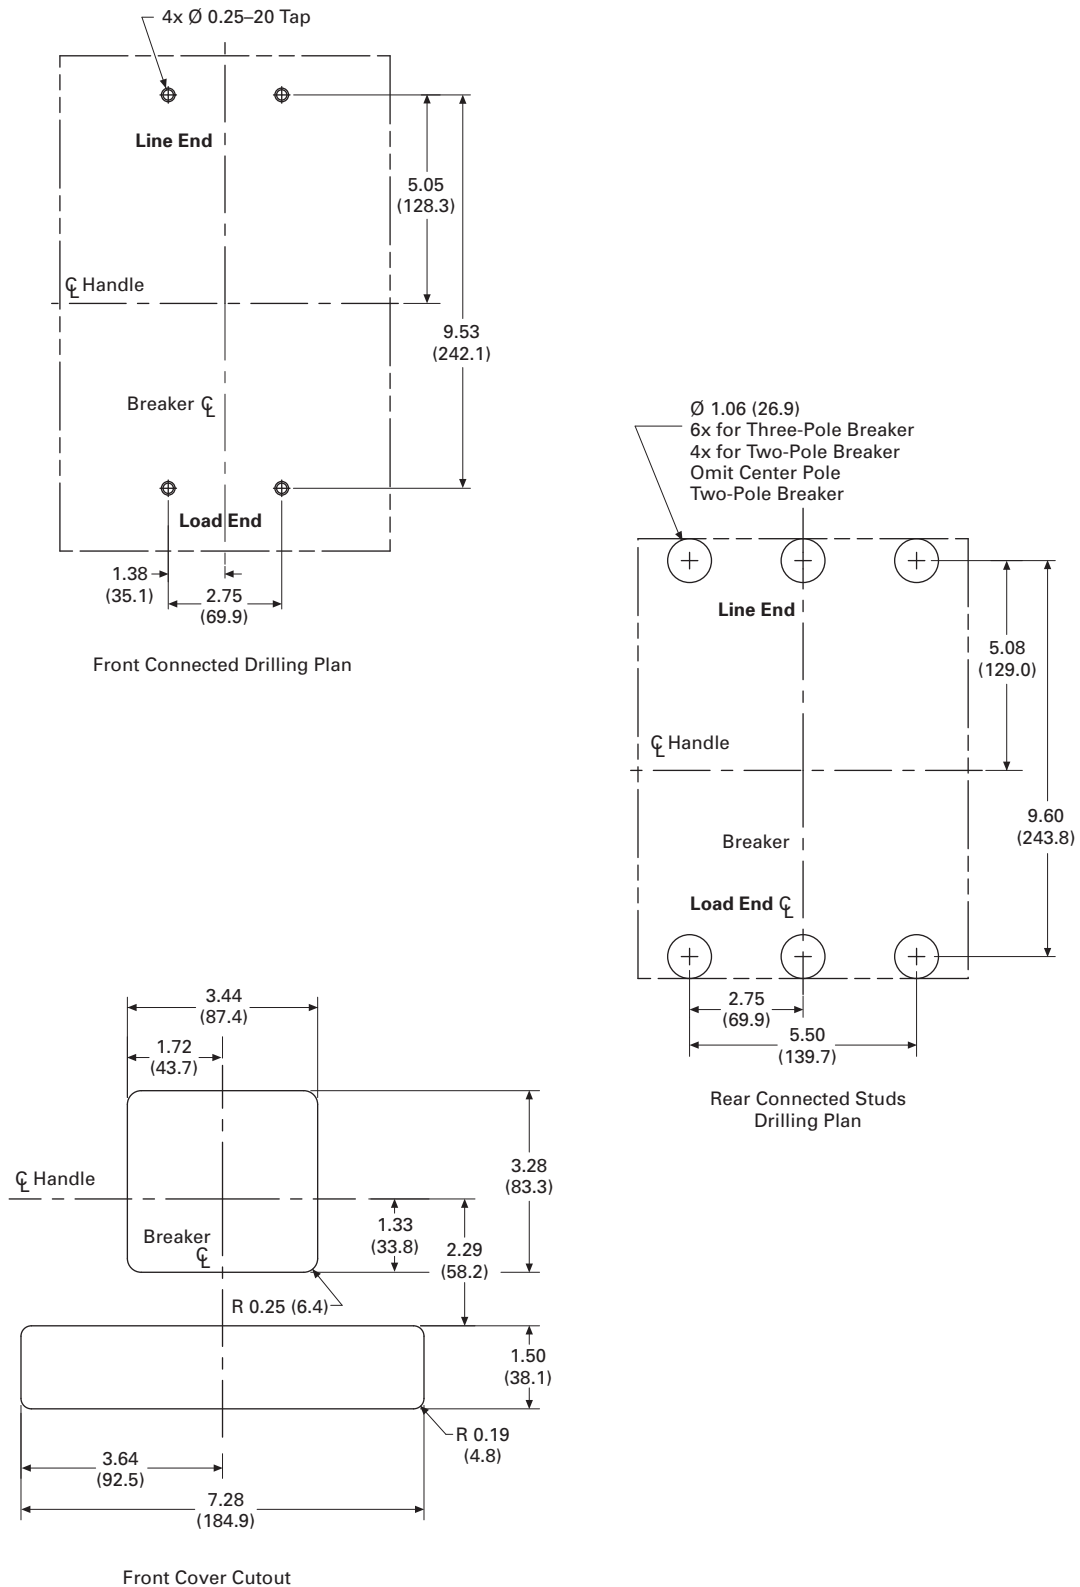 4x Ø 0.25–20 Tap
Line End
5.05
(128.3)
℄ Handle
9.53
(242.1)
Breaker ℄
Load End
1.38
(35.1)
2.75
(69.9)
Front Connected Drilling Plan
Ø 1.06 (26.9)
6x for Three-Pole Breaker
4x for Two-Pole Breaker
Omit Center Pole
Two-Pole Breaker
Line End
5.08
(129.0)
℄ Handle
9.60
(243.8)
Breaker
Load End ℄
2.75
(69.9)
5.50
(139.7)
Rear Connected Studs
Drilling Plan
3.44
(87.4)
1.72
(43.7)
℄ Handle
3.28
(83.3)
Breaker
℄
1.33
(33.8)
2.29
(58.2)
R 0.25 (6.4)
1.50
(38.1)
R 0.19
(4.8)
3.64
(92.5)
7.28
(184.9)
Front Cover Cutout